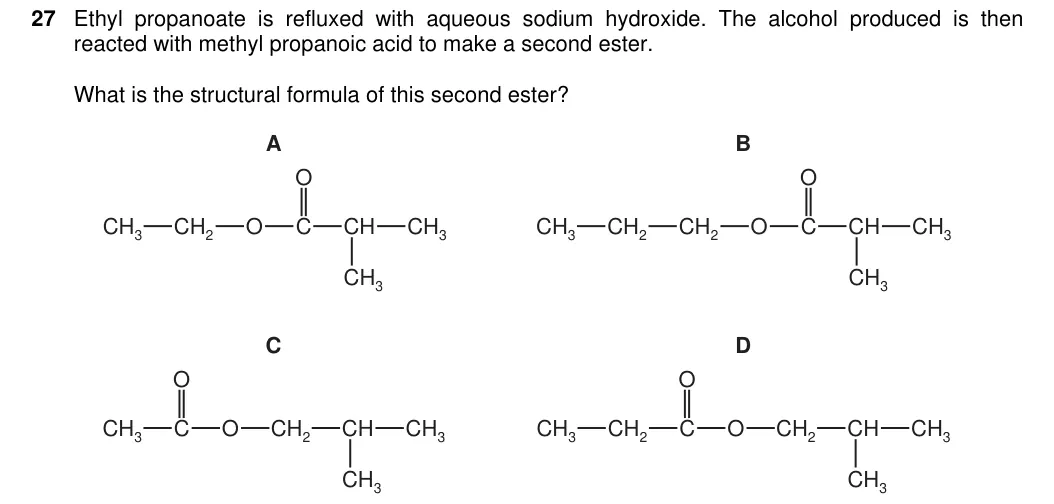 27 Ethyl propanoate is refluxed with aqueous sodium hydroxide. The alcohol produced is then
reacted with methyl propanoic acid to make a second ester.
What is the structural formula of this second ester?
A
O
CH₃—CH₂—O—C—CH—CH₃
CH₃
B
O
CH₃—CH₂—CH₂—O—C—CH—CH₃
CH₃
C
O
CH₃—C—O—CH₂—CH—CH₃
CH₃
D
O
CH₃—CH₂—C—O—CH₂—CH—CH₃
CH₃